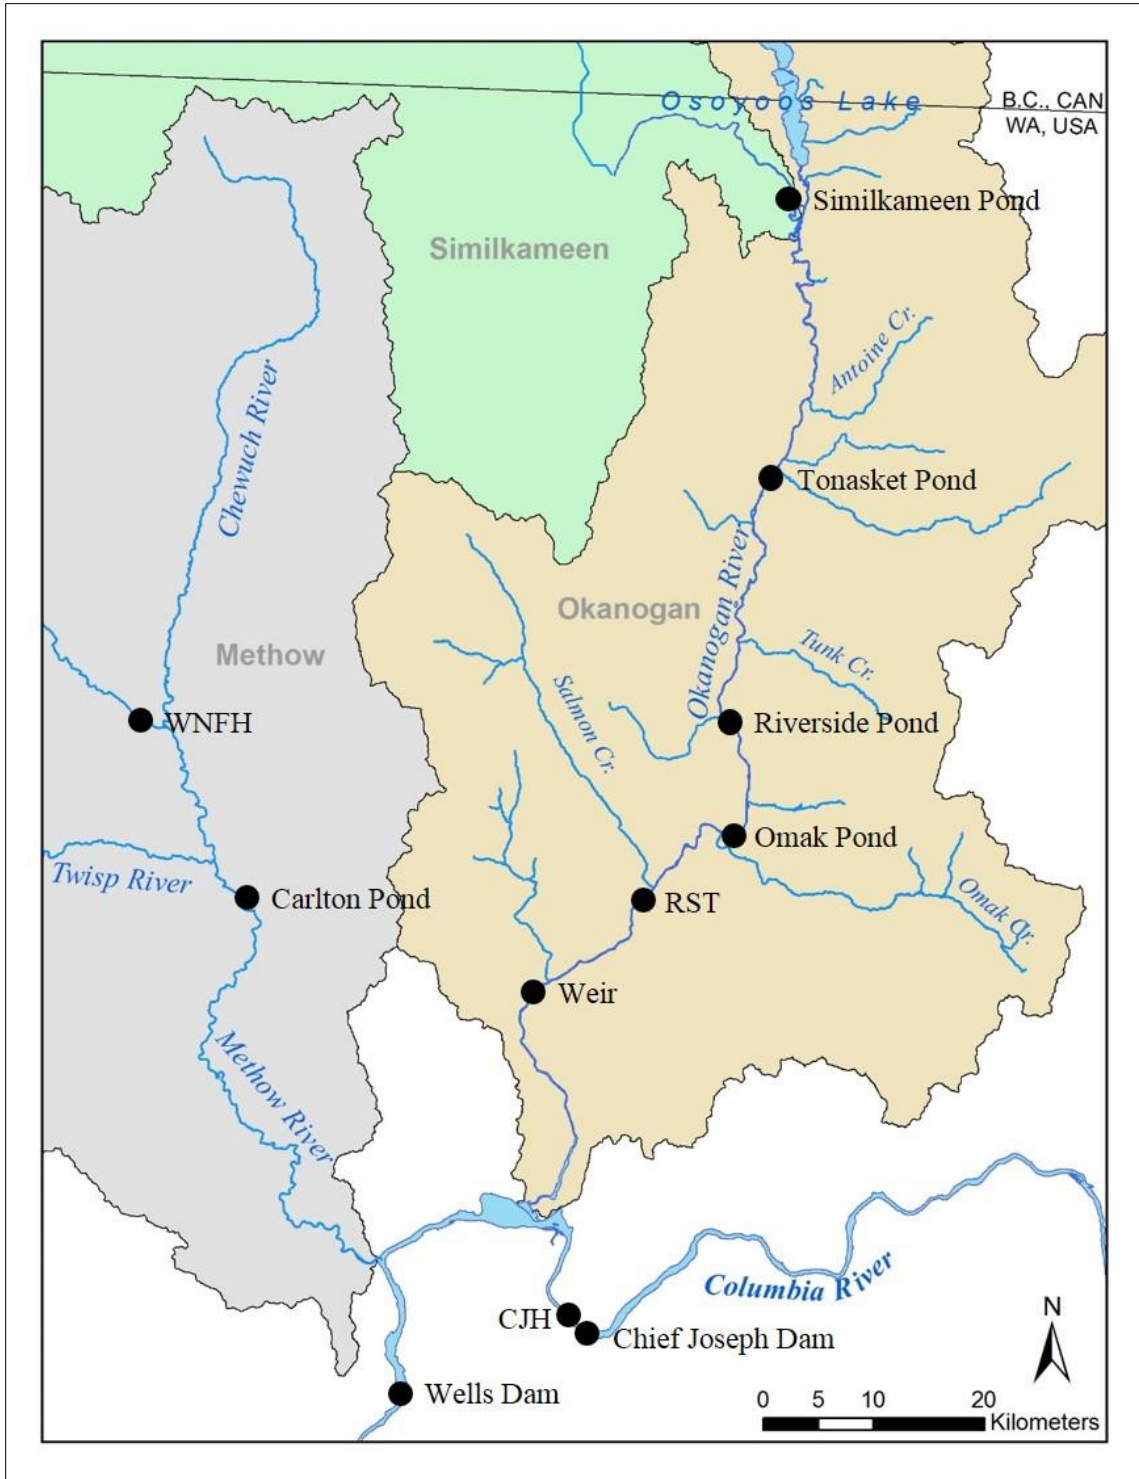 Osoyoos Lake
B.C., CAN
WA, USA
Similkameen Pond
Similkameen
Antoine Cr.
Chewuch River
Tonasket Pond
Okanogan River
Okanogan
Methow
Tunk Cr.
Salmon Cr.
WNFH
Riverside Pond
Omak Pond
Twisp River
Carlton Pond
RST
Omak Cr.
Weir
Methow River
Columbia River
CJH
Chief Joseph Dam
Wells Dam
N
0 5 10 20
Kilometers